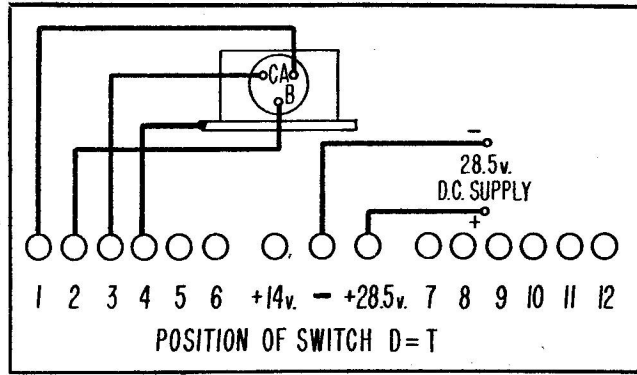 CA
B
−
28.5v.
D.C. SUPPLY
+
1 2 3 4 5 6 +14v. − +28.5v. 7 8 9 10 11 12
POSITION OF SWITCH D=T